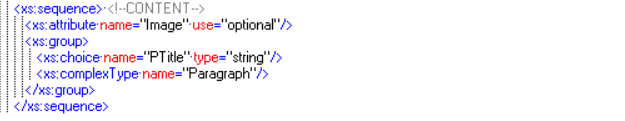 <xs:sequence> <!--CONTENT-->
<xs:attribute name="Image" use="optional"/>
<xs:group>
<xs:choice name="PTitle" type="string"/>
<xs:complexType name="Paragraph"/>
</xs:group>
</xs:sequence>